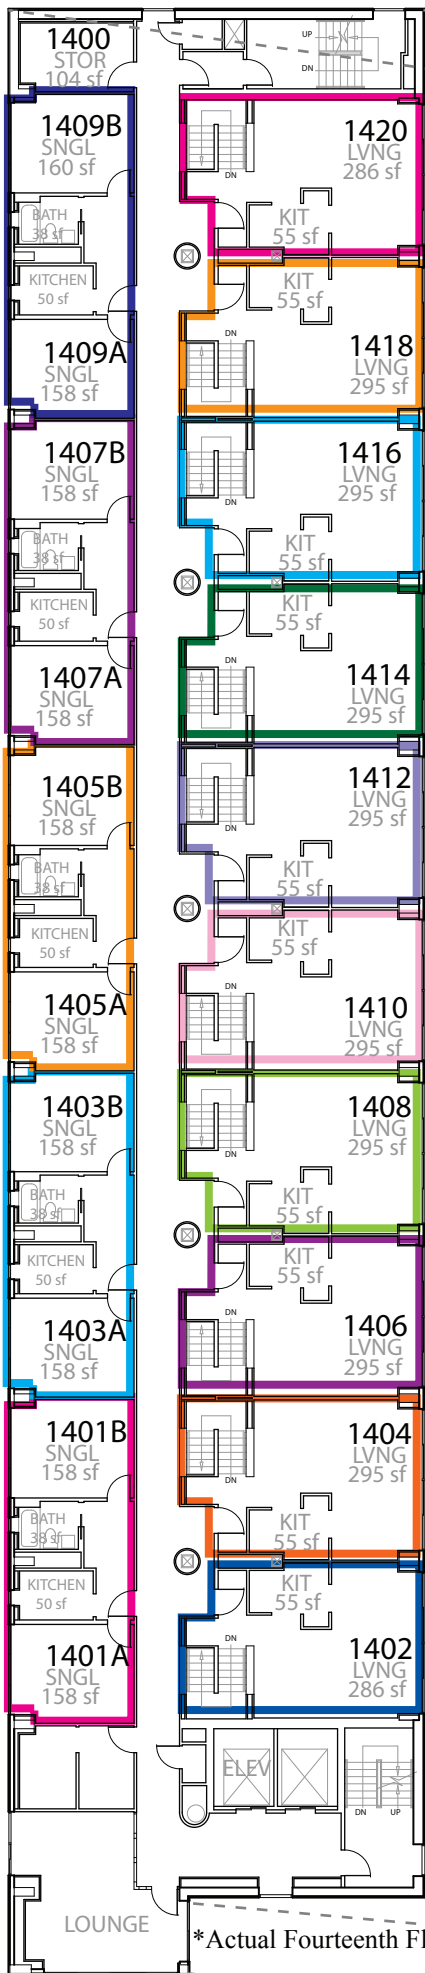 1400
STOR
104 sf
UP
DN
1409B
SNGL
160 sf
BATH
38 sf
KITCHEN
50 sf
1409A
SNGL
158 sf
DN
1420
LVNG
286 sf
KIT
55 sf
KIT
55 sf
1418
LVNG
295 sf
DN
1407B
SNGL
158 sf
BATH
38 sf
KITCHEN
50 sf
1407A
SNGL
158 sf
1416
LVNG
295 sf
DN
KIT
55 sf
KIT
55 sf
1414
LVNG
295 sf
DN
1405B
SNGL
158 sf
BATH
38 sf
KITCHEN
50 sf
1405A
SNGL
158 sf
1412
LVNG
295 sf
DN
KIT
55 sf
KIT
55 sf
1410
LVNG
295 sf
DN
1403B
SNGL
158 sf
BATH
38 sf
KITCHEN
50 sf
1403A
SNGL
158 sf
1408
LVNG
295 sf
DN
KIT
55 sf
KIT
55 sf
1406
LVNG
295 sf
DN
1401B
SNGL
158 sf
BATH
38 sf
KITCHEN
50 sf
1401A
SNGL
158 sf
1404
LVNG
295 sf
DN
KIT
55 sf
KIT
55 sf
1402
LVNG
286 sf
DN
ELEV
DN
UP
LOUNGE
*Actual Fourteenth Fl